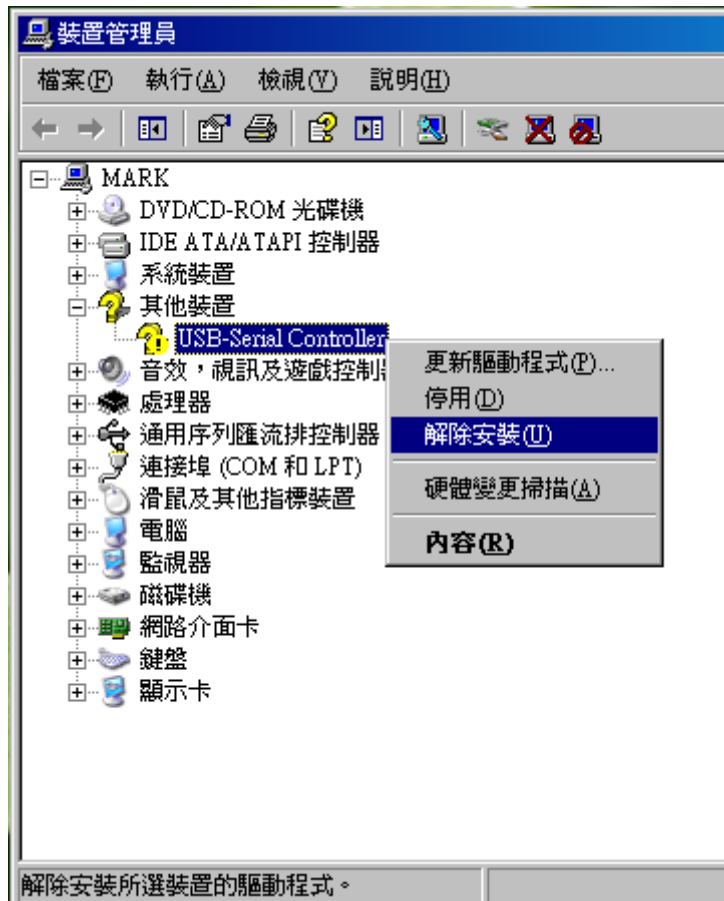 裝置管理員
檔案(F) 執行(A) 檢視(V) 說明(H)
MARK
DVD/CD-ROM 光碟機
IDE ATA/ATAPI 控制器
系統裝置
其他裝置
USB-Serial Controller
音效，視訊及遊戲控制
處理器
通用序列匯流排控制器
連接埠 (COM 和 LPT)
滑鼠及其他指標裝置
電腦
監視器
磁碟機
網路介面卡
鍵盤
顯示卡
更新驅動程式(P)...
停用(D)
解除安裝(U)
硬體變更掃描(A)
內容(R)
解除安裝所選裝置的驅動程式。